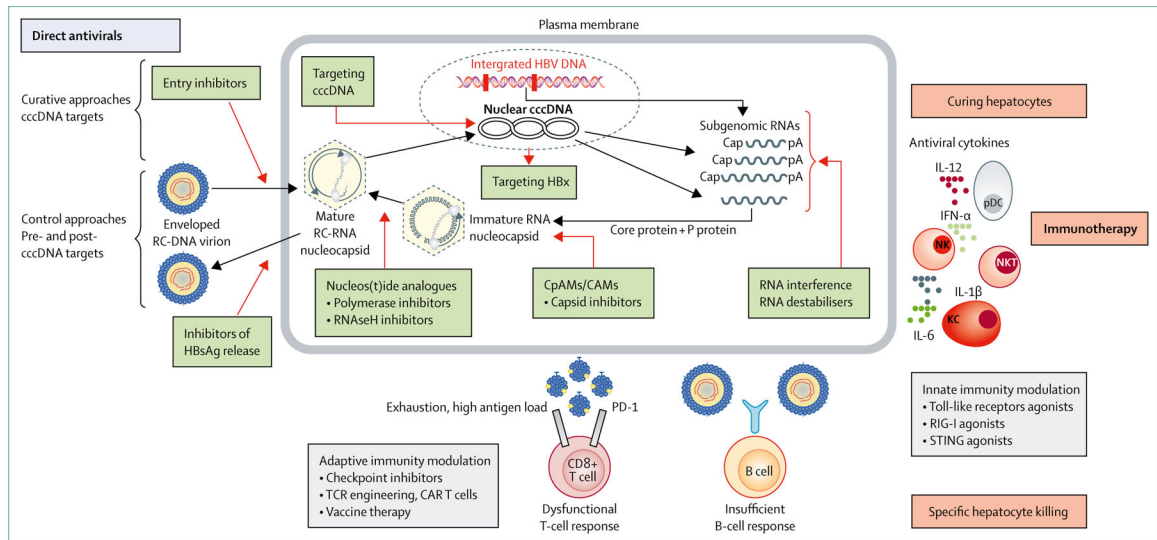 Direct antivirals
Curative approaches
cccDNA targets
Control approaches
Pre- and post-
cccDNA targets
Entry inhibitors
Enveloped
RC-DNA virion
Inhibitors of
HBsAg release
Plasma membrane
Targeting
cccDNA
Intergrated HBV DNA
Nuclear cccDNA
Targeting HBx
Subgenomic RNAs
Cap pA
Cap pA
Cap pA
Mature
RC-RNA
nucleocapsid
Immature RNA
nucleocapsid
Core protein + P protein
Nucleos(t)ide analogues
• Polymerase inhibitors
• RNAseH inhibitors
CpAMs/CAMs
• Capsid inhibitors
RNA interference
RNA destabilisers
Curing hepatocytes
Antiviral cytokines
IL-12
pDC
IFN-α
NK
NKT
IL-1β
KC
IL-6
Immunotherapy
Innate immunity modulation
• Toll-like receptors agonists
• RIG-I agonists
• STING agonists
Specific hepatocyte killing
Exhaustion, high antigen load
PD-1
CD8+
T cell
Dysfunctional
T-cell response
B cell
Insufficient
B-cell response
Adaptive immunity modulation
• Checkpoint inhibitors
• TCR engineering, CAR T cells
• Vaccine therapy